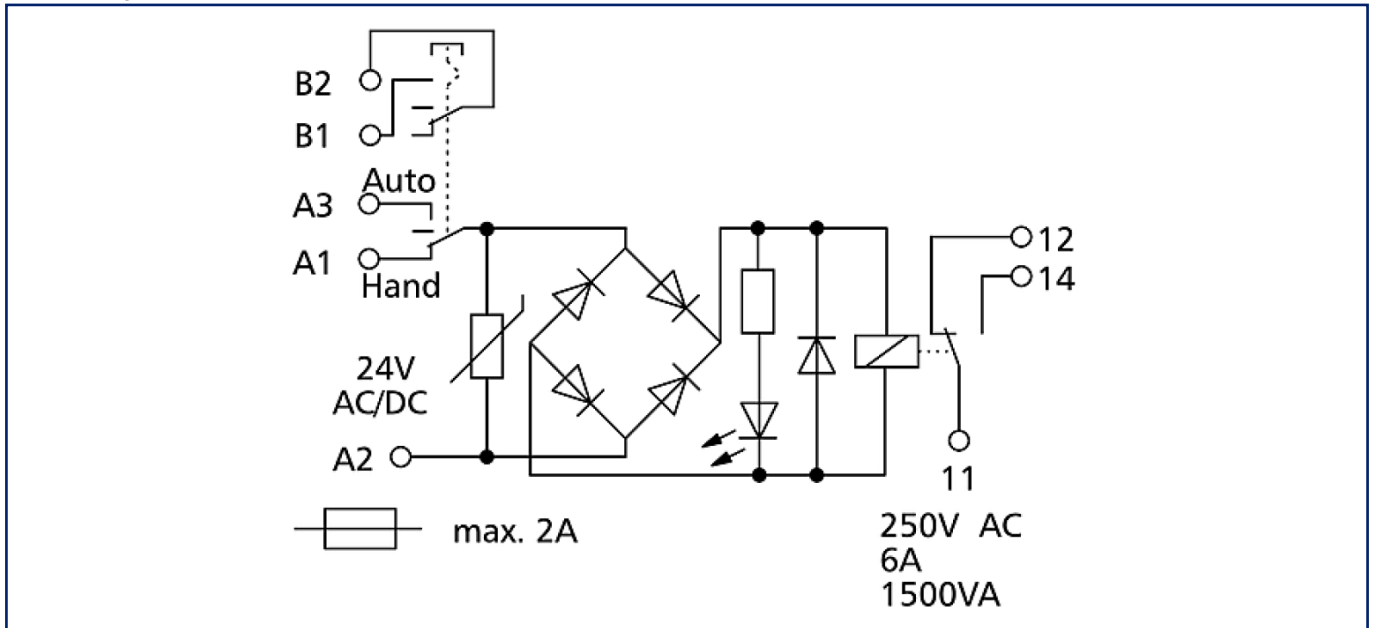 B2
B1
Auto
A3
A1
Hand
12
14
24V
AC/DC
A2
11
max. 2A
250V AC
6A
1500VA